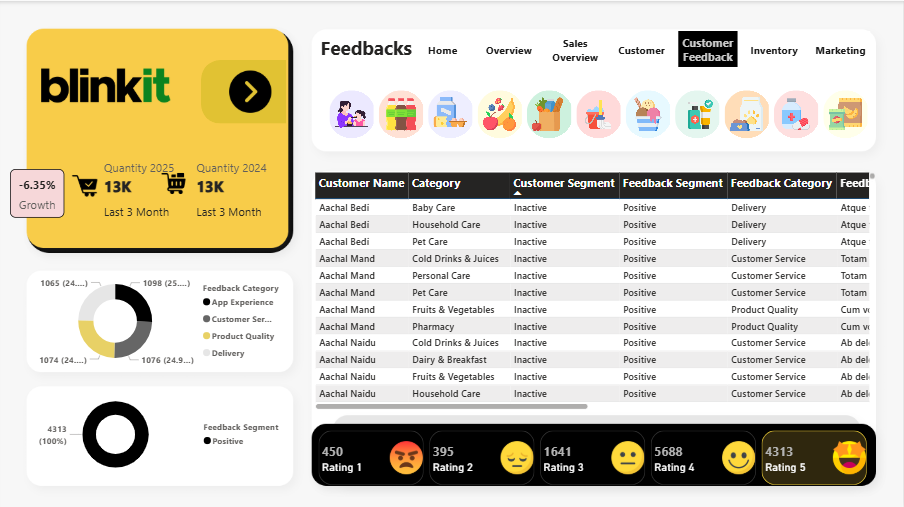 blinkit
Quantity 2025
13K
Last 3 Month
Quantity 2024
13K
Last 3 Month
-6.35%
Growth
1065 (24....)
1098 (25....)
1074 (24....)
1076 (24.9...)
Feedback Category
App Experience
Customer Ser...
Product Quality
Delivery
4313
(100%)
Feedback Segment
Positive
Feedbacks
Home
Overview
Sales
Overview
Customer
Customer
Feedback
Inventory
Marketing
Customer Name Category Customer Segment Feedback Segment Feedback Category Feedb
Aachal Bedi Baby Care Inactive Positive Delivery Atque
Aachal Bedi Household Care Inactive Positive Delivery Atque
Aachal Bedi Pet Care Inactive Positive Delivery Atque
Aachal Mand Cold Drinks & Juices Inactive Positive Customer Service Totam
Aachal Mand Personal Care Inactive Positive Customer Service Totam
Aachal Mand Pet Care Inactive Positive Customer Service Totam
Aachal Mand Fruits & Vegetables Inactive Positive Product Quality Cum vo
Aachal Mand Pharmacy Inactive Positive Product Quality Cum vo
Aachal Naidu Cold Drinks & Juices Inactive Positive Customer Service Ab dele
Aachal Naidu Dairy & Breakfast Inactive Positive Customer Service Ab dele
Aachal Naidu Fruits & Vegetables Inactive Positive Customer Service Ab dele
Aachal Naidu Household Care Inactive Positive Customer Service Ab dele
450
Rating 1
395
Rating 2
1641
Rating 3
5688
Rating 4
4313
Rating 5